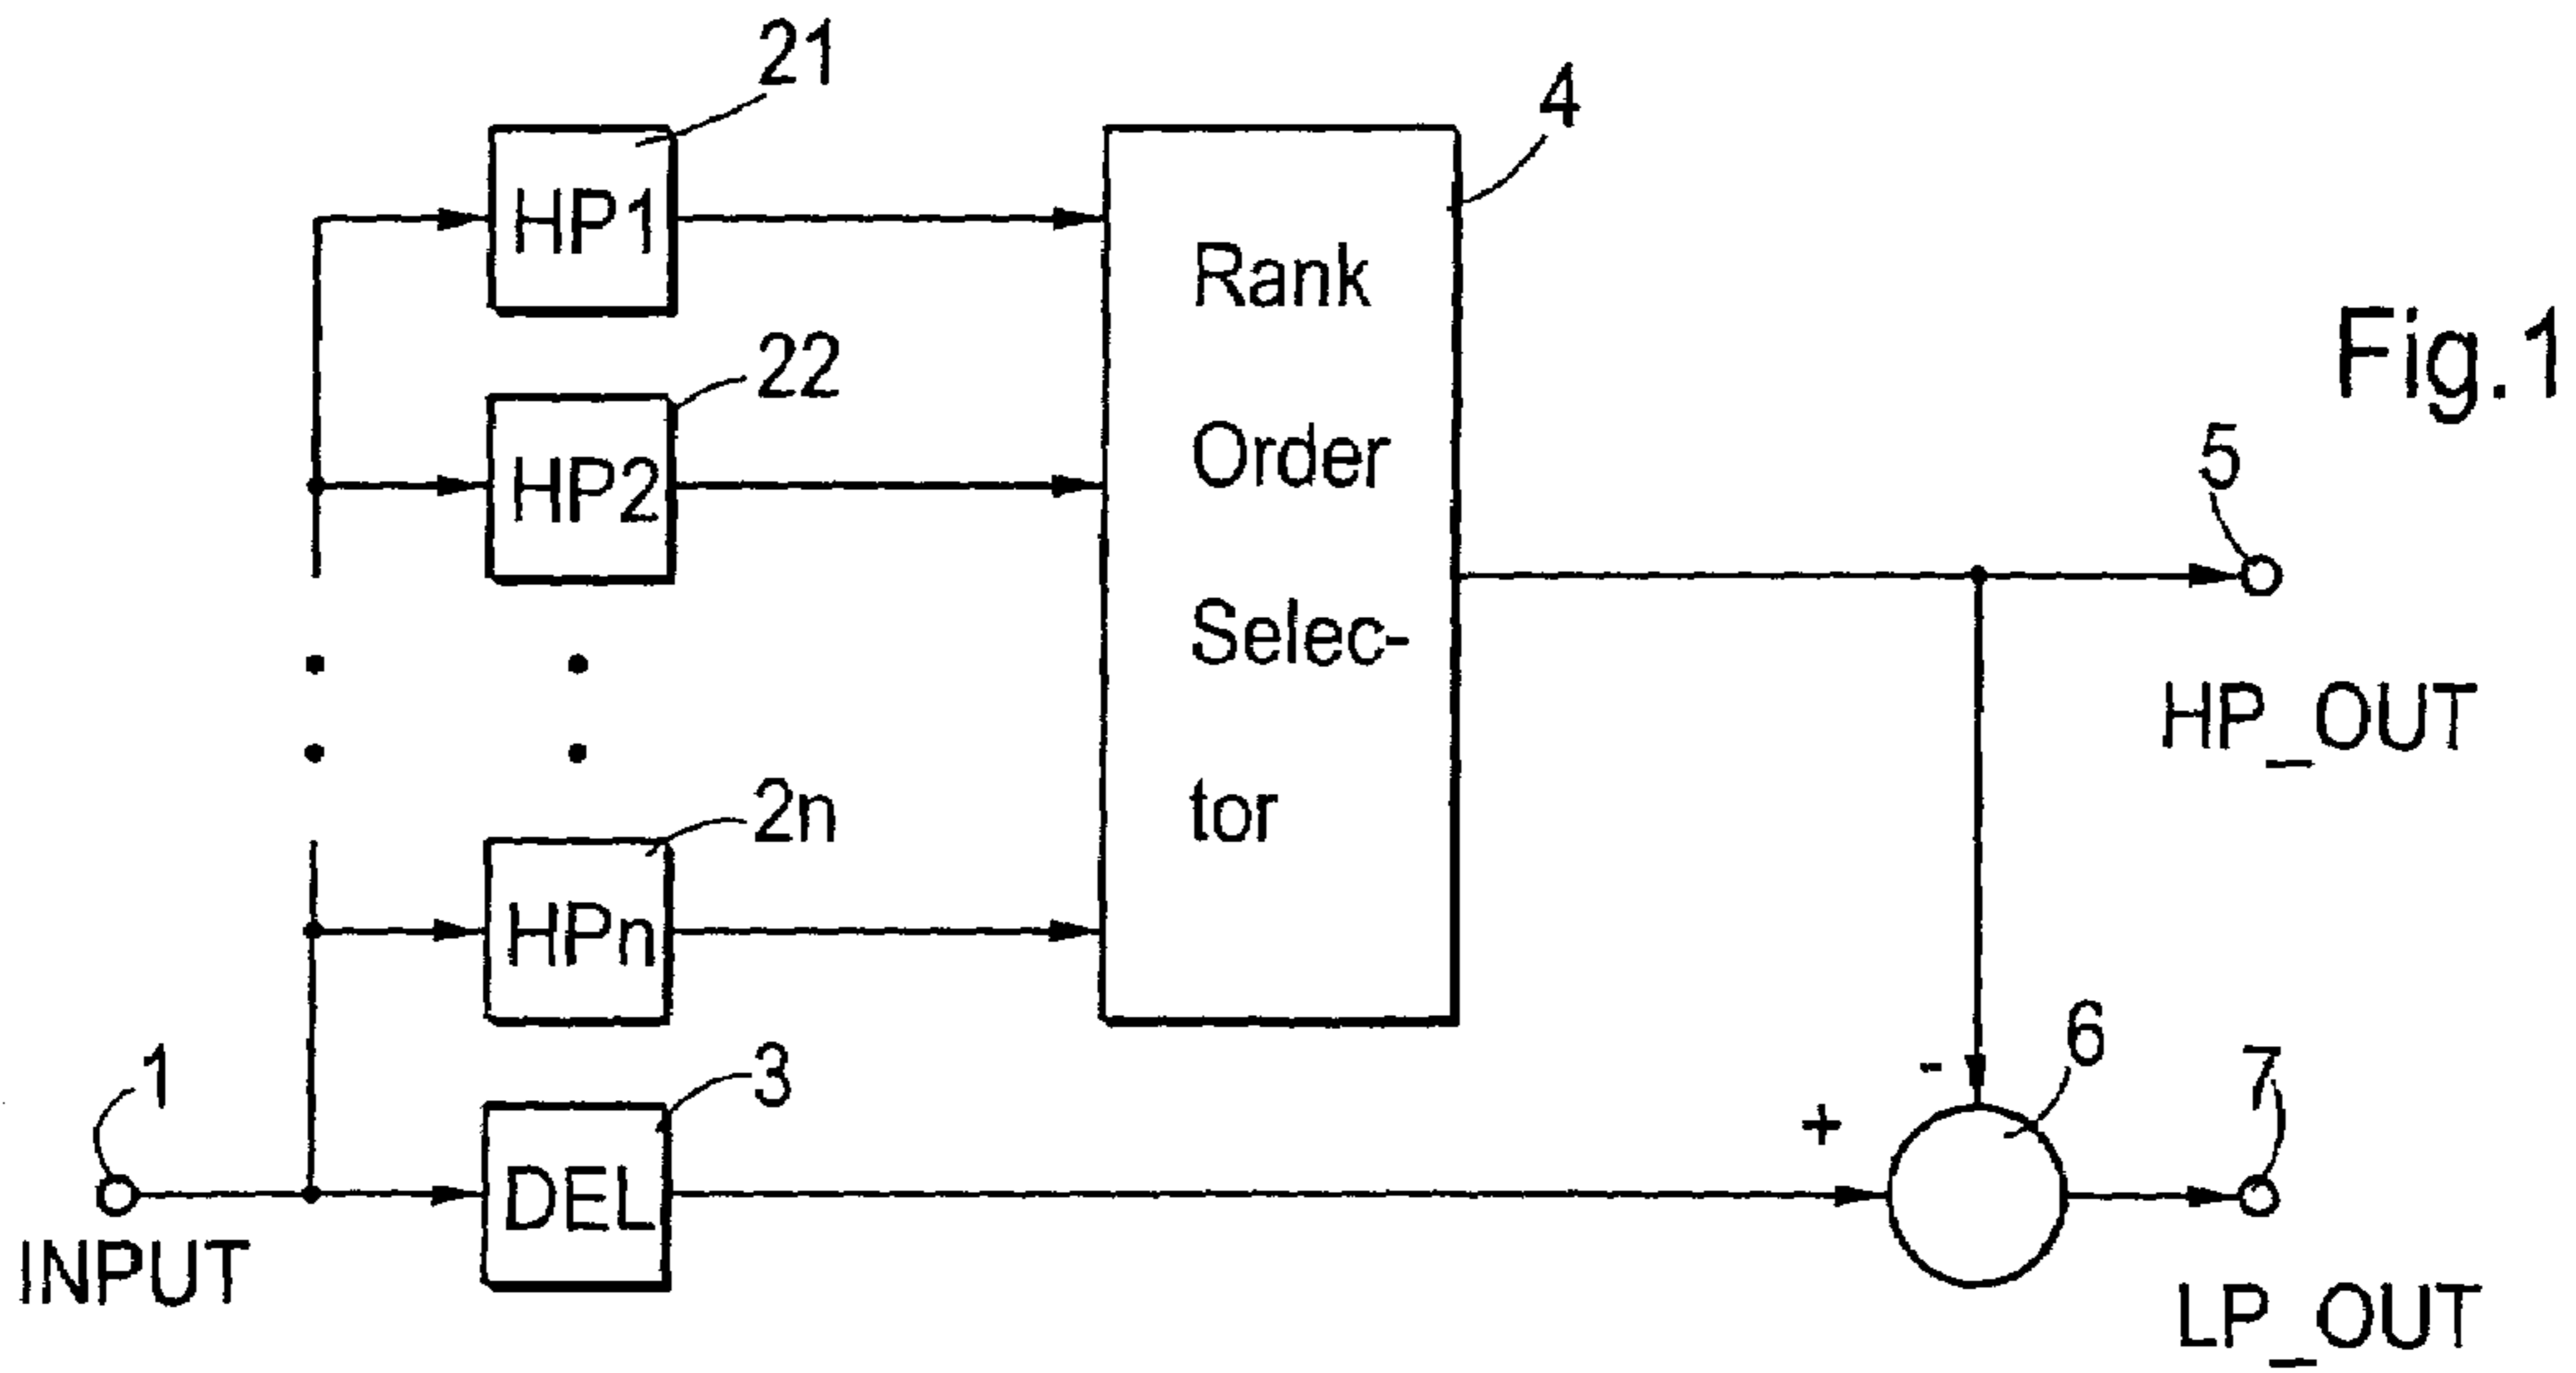 21
HP1
4
Rank
Order
Selec-
tor
22
HP2
Fig.1
5
HP_OUT
2n
HPn
1
INPUT
3
DEL
-
+
6
7
LP_OUT